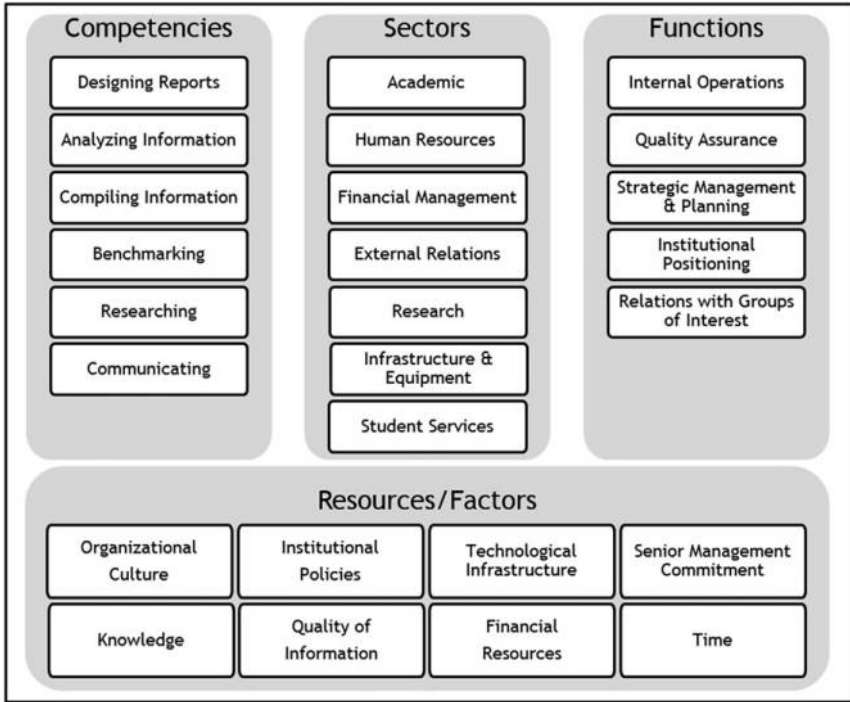 Competencies
Designing Reports
Analyzing Information
Compiling Information
Benchmarking
Researching
Communicating
Sectors
Academic
Human Resources
Financial Management
External Relations
Research
Infrastructure &
Equipment
Student Services
Functions
Internal Operations
Quality Assurance
Strategic Management
& Planning
Institutional
Positioning
Relations with Groups
of Interest
Resources/Factors
Organizational
Culture
Institutional
Policies
Technological
Infrastructure
Senior Management
Commitment
Knowledge
Quality of
Information
Financial
Resources
Time